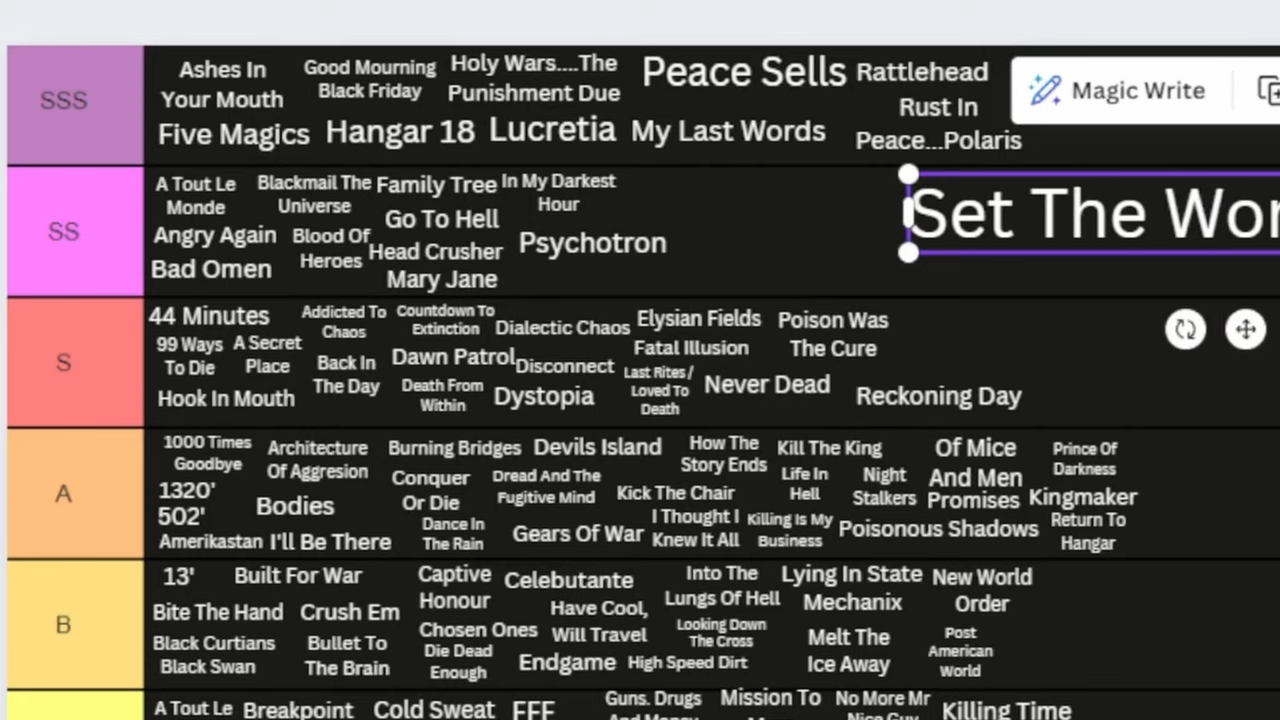 SSS
Ashes In
Your Mouth
Good Mourning
Black Friday
Holy Wars....The
Punishment Due
Peace Sells
Rattlehead
Rust In
Peace...Polaris
Five Magics
Hangar 18
Lucretia
My Last Words
Magic Write
SS
A Tout Le
Monde
Blackmail The
Universe
Family Tree
In My Darkest
Hour
Go To Hell
Angry Again
Blood Of
Heroes
Head Crusher
Psychotron
Bad Omen
Mary Jane
Set The Wor
S
44 Minutes
Addicted To
Chaos
Countdown To
Extinction
Dialectic Chaos
Elysian Fields
Poison Was
The Cure
99 Ways
To Die
A Secret
Place
Back In
The Day
Dawn Patrol
Disconnect
Fatal Illusion
Last Rites/
Loved To
Death
Never Dead
Hook In Mouth
Death From
Within
Dystopia
Reckoning Day
A
1000 Times
Goodbye
Architecture
Of Aggresion
Burning Bridges
Devils Island
How The
Story Ends
Kill The King
Of Mice
And Men
Prince Of
Darkness
1320'
502'
Bodies
Conquer
Or Die
Dread And The
Fugitive Mind
Kick The Chair
Life In
Hell
Night
Stalkers
Promises
Kingmaker
Amerikastan
I'll Be There
Dance In
The Rain
Gears Of War
I Thought I
Knew It All
Killing Is My
Business
Poisonous Shadows
Return To
Hangar
B
13'
Built For War
Captive
Honour
Celebutante
Into The
Lungs Of Hell
Lying In State
New World
Order
Bite The Hand
Crush Em
Have Cool,
Will Travel
Mechanix
Black Curtians
Black Swan
Bullet To
The Brain
Chosen Ones
Die Dead
Enough
Endgame
Looking Down
The Cross
High Speed Dirt
Melt The
Ice Away
Post
American
World
A Tout Le
Breakpoint
Cold Sweat
FFF
Guns. Drugs
And Money
Mission To
No More Mr
Nice Guy
Killing Time